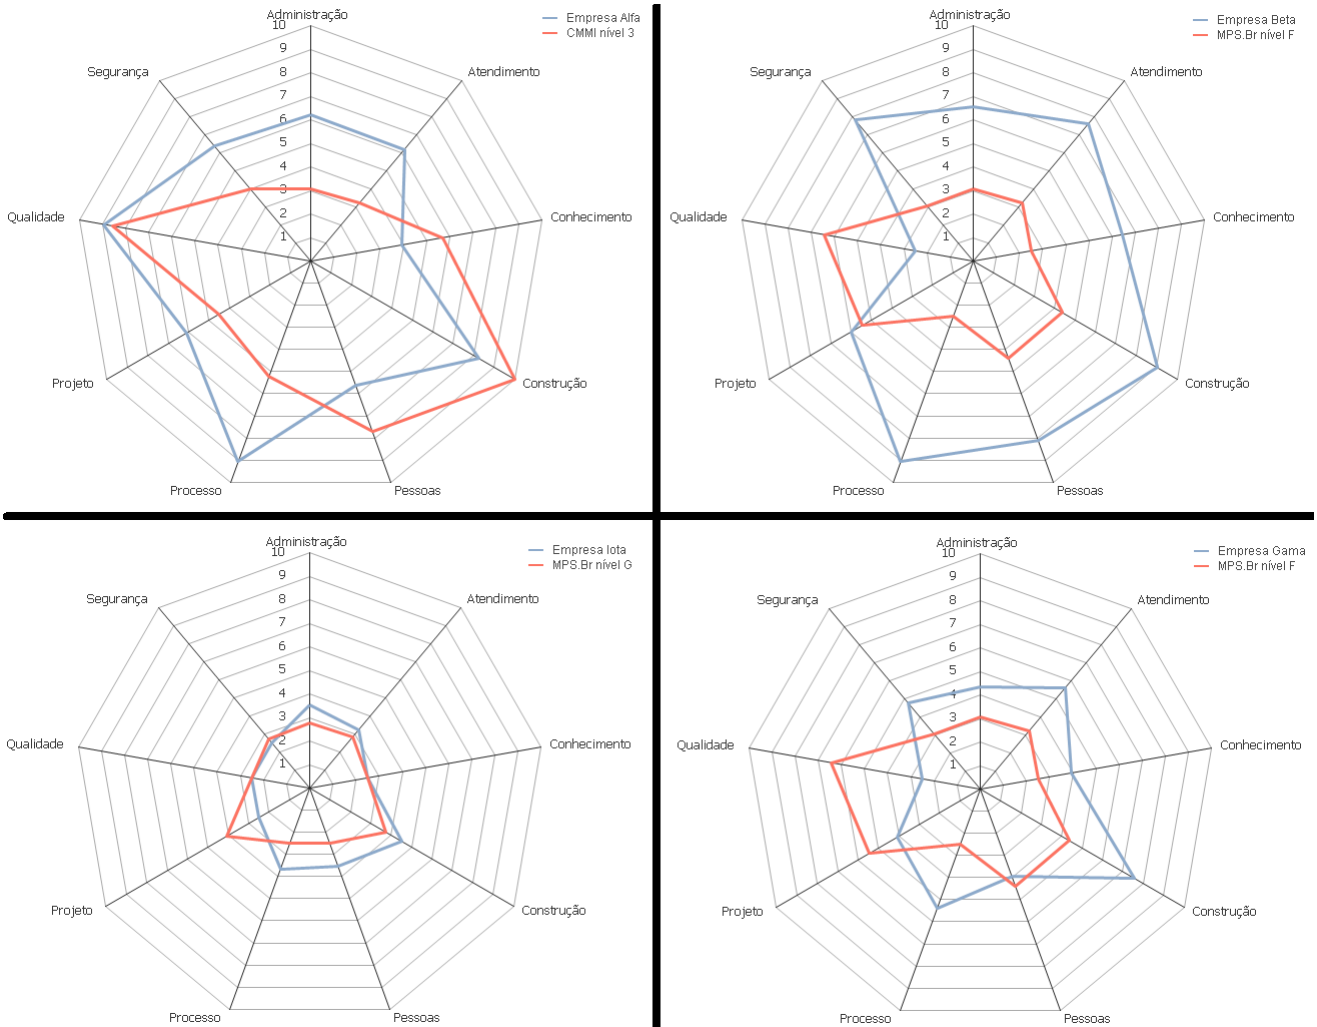 Administração
Empresa Alfa
CMMI nível 3
10
9
8
7
6
5
4
3
2
1
Segurança
Atendimento
Qualidade
Conhecimento
Projeto
Construção
Processo
Pessoas
Administração
Empresa Beta
MPS.Br nível F
10
9
8
7
6
5
4
3
2
1
Segurança
Atendimento
Qualidade
Conhecimento
Projeto
Construção
Processo
Pessoas
Administração
Empresa Iota
MPS.Br nível G
10
9
8
7
6
5
4
3
2
1
Segurança
Atendimento
Qualidade
Conhecimento
Projeto
Construção
Processo
Pessoas
Administração
Empresa Gama
MPS.Br nível F
10
9
8
7
6
5
4
3
2
1
Segurança
Atendimento
Qualidade
Conhecimento
Projeto
Construção
Processo
Pessoas